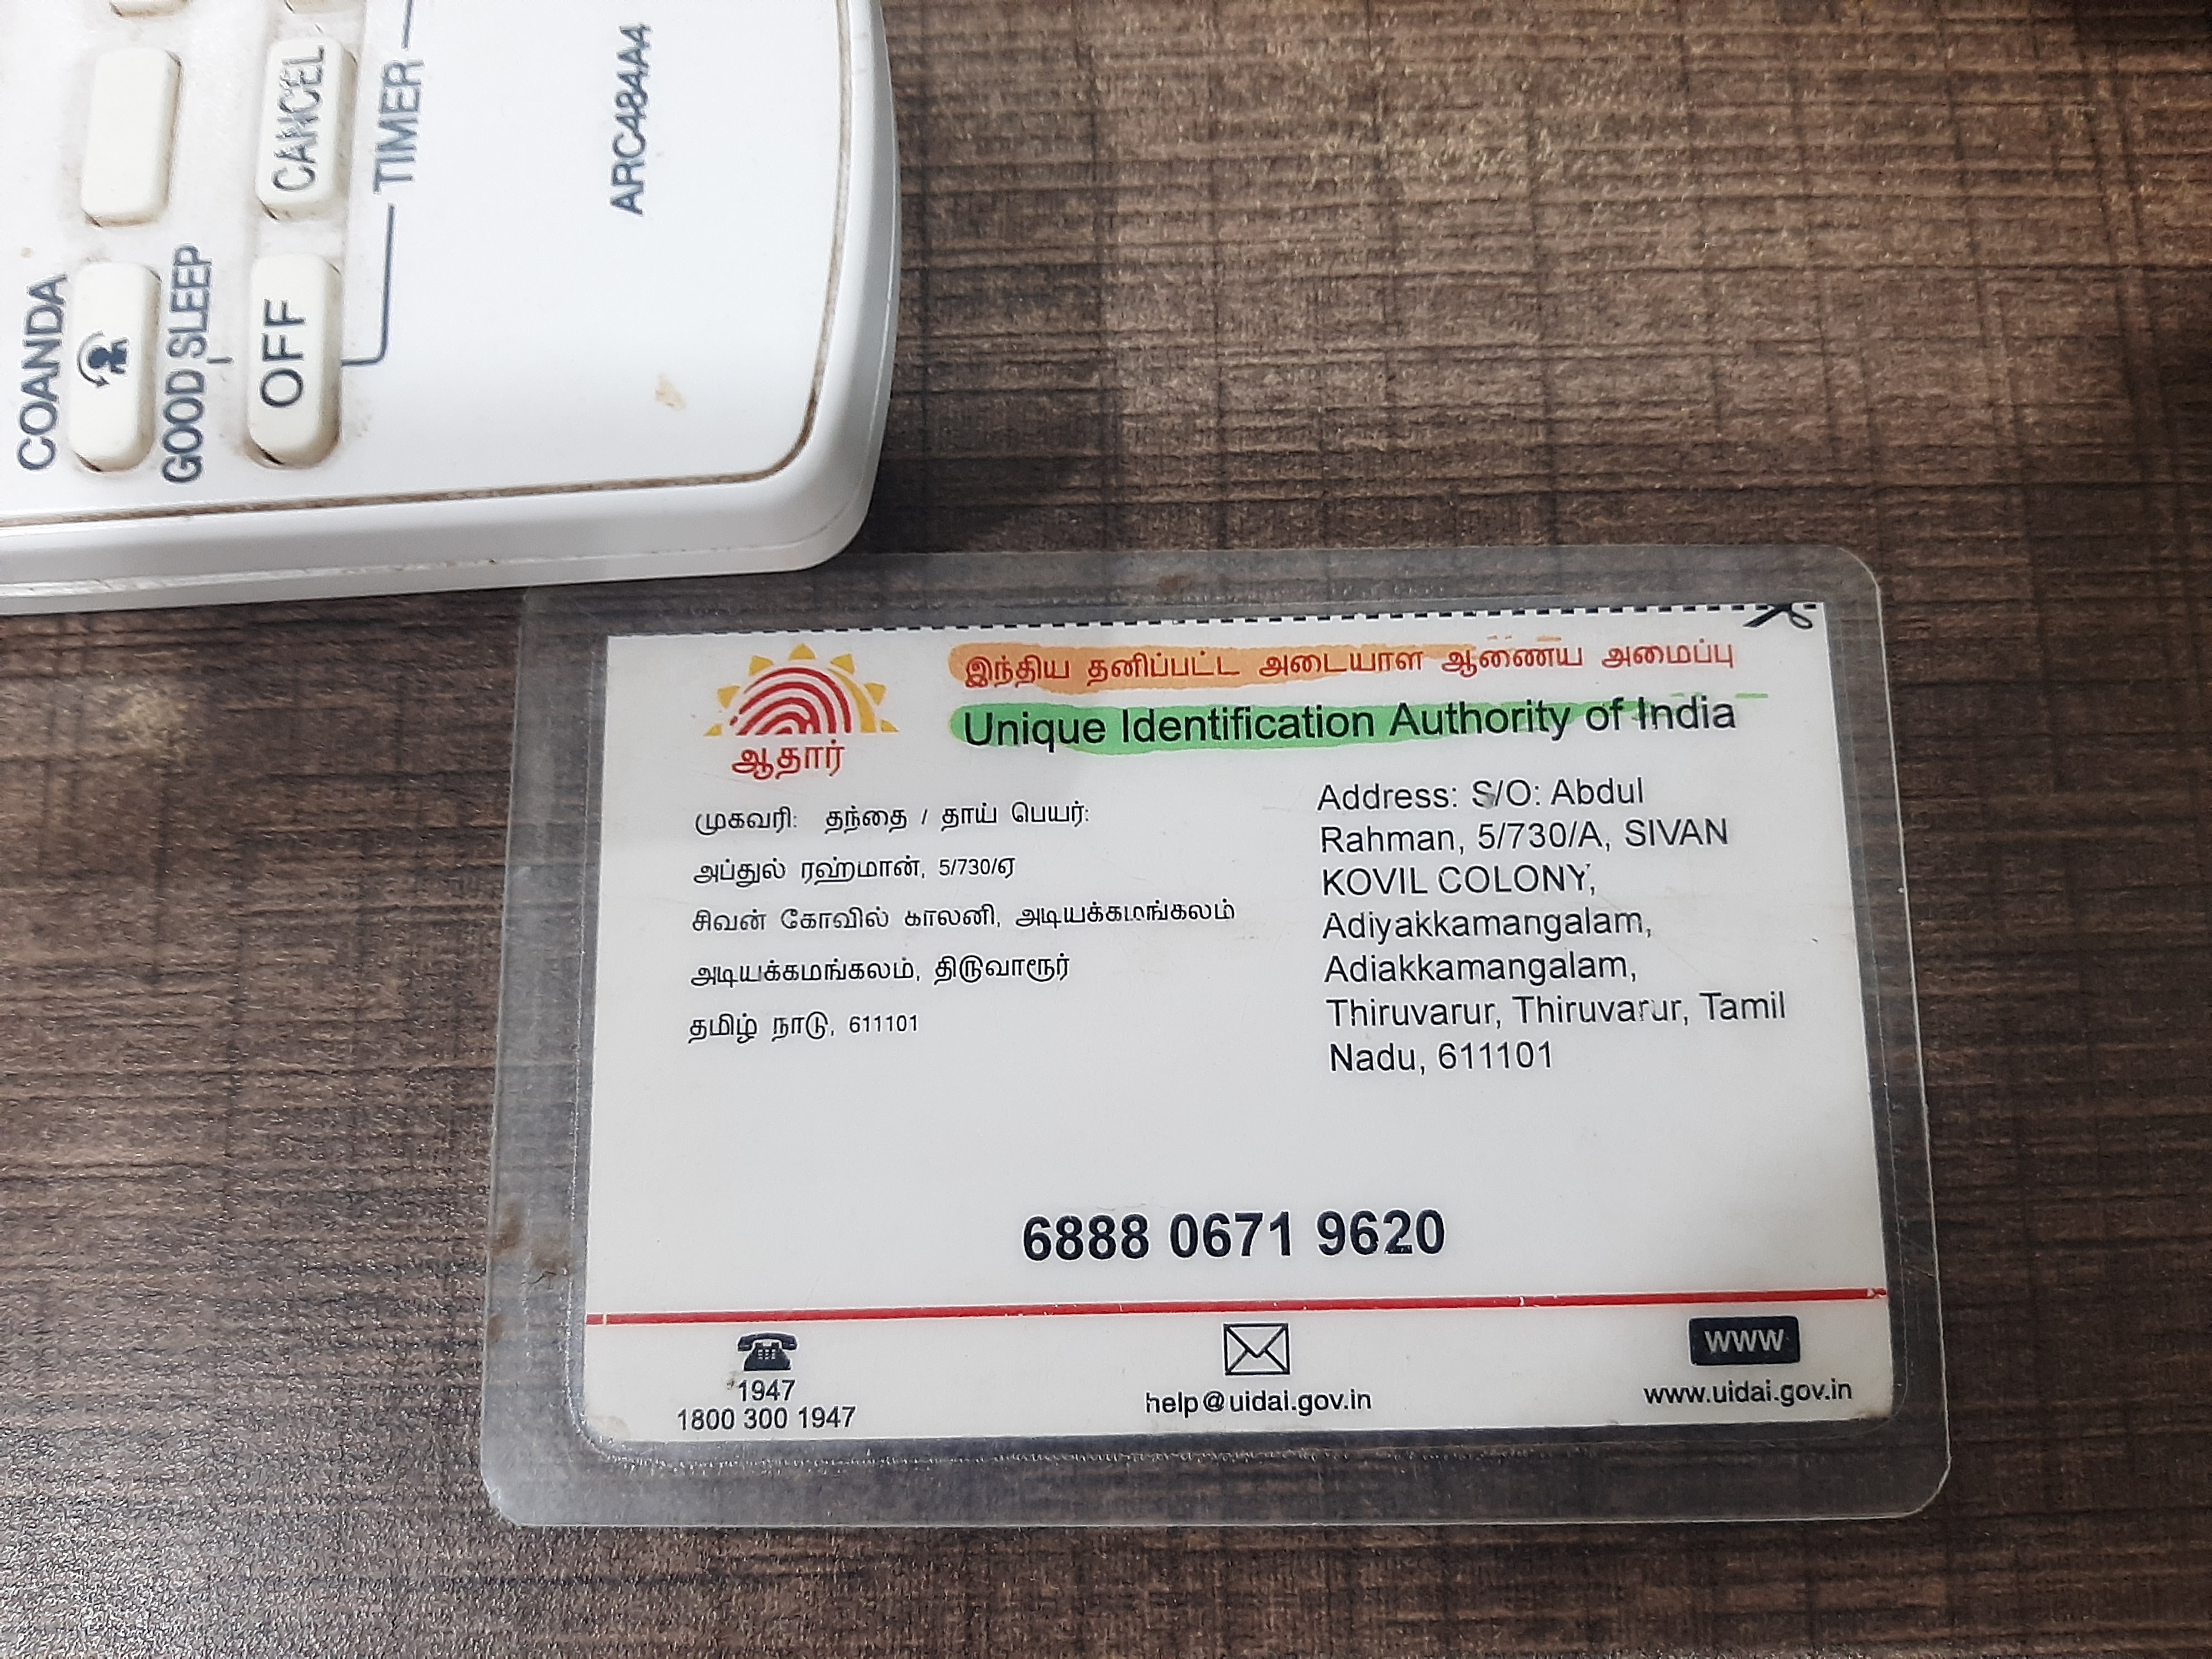 COANDA
GOOD SLEEP
OFF
CANCEL
TIMER
ARC484A4
ஆதார்
இந்திய தனிப்பட்ட அடையாள ஆணைய அமைப்பு
Unique Identification Authority of India
முகவரி: தந்தை / தாய் பெயர்:
அப்துல் ரஹ்மான், 5/730/ஏ
சிவன் கோவில் காலனி, அடியக்கமங்கலம்
அடியக்கமங்கலம், திருவாரூர்
தமிழ் நாடு, 611101
Address: S/O: Abdul
Rahman, 5/730/A, SIVAN
KOVIL COLONY,
Adiyakkamangalam,
Adiakkamangalam,
Thiruvarur, Thiruvarur, Tamil
Nadu, 611101
6888 0671 9620
1947
1800 300 1947
help@uidai.gov.in
www
www.uidai.gov.in